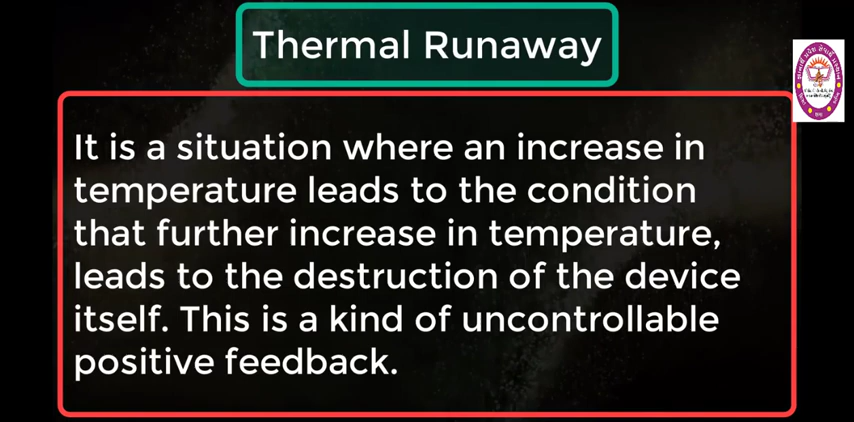 Thermal Runaway
It is a situation where an increase in
temperature leads to the condition
that further increase in temperature,
leads to the destruction of the device
itself. This is a kind of uncontrollable
positive feedback.